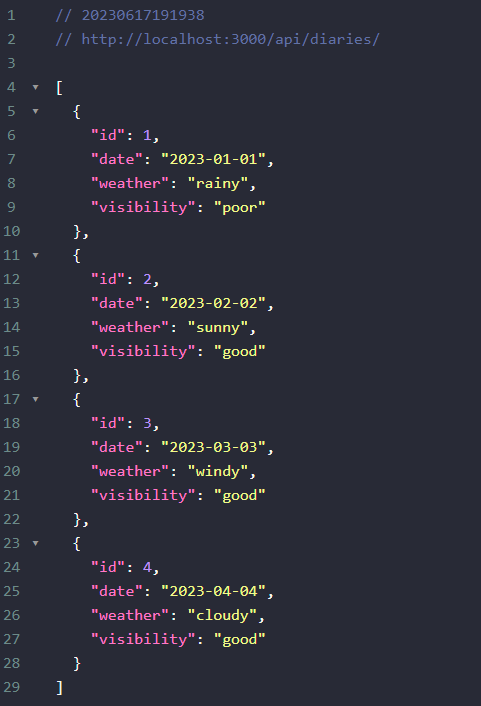 1 // 20230617191938
2 // http://localhost:3000/api/diaries/
3
4 [
5 {
6 "id": 1,
7 "date": "2023-01-01",
8 "weather": "rainy",
9 "visibility": "poor"
10 },
11 {
12 "id": 2,
13 "date": "2023-02-02",
14 "weather": "sunny",
15 "visibility": "good"
16 },
17 {
18 "id": 3,
19 "date": "2023-03-03",
20 "weather": "windy",
21 "visibility": "good"
22 },
23 {
24 "id": 4,
25 "date": "2023-04-04",
26 "weather": "cloudy",
27 "visibility": "good"
28 }
29 ]